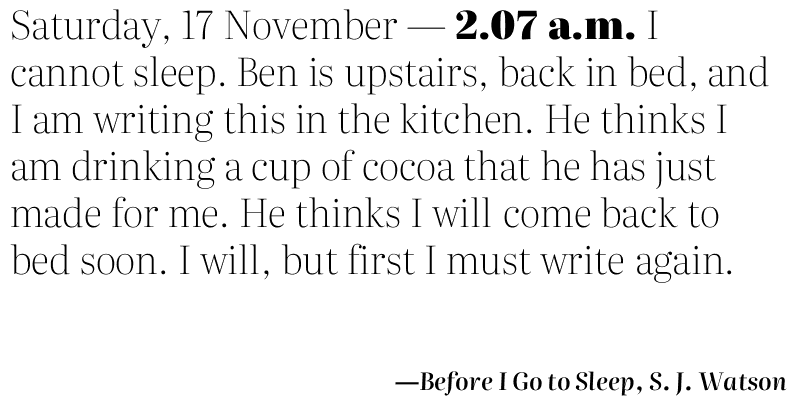 Saturday, 17 November — 2.07 a.m. I
cannot sleep. Ben is upstairs, back in bed, and
I am writing this in the kitchen. He thinks I
am drinking a cup of cocoa that he has just
made for me. He thinks I will come back to
bed soon. I will, but first I must write again.
—Before I Go to Sleep, S. J. Watson